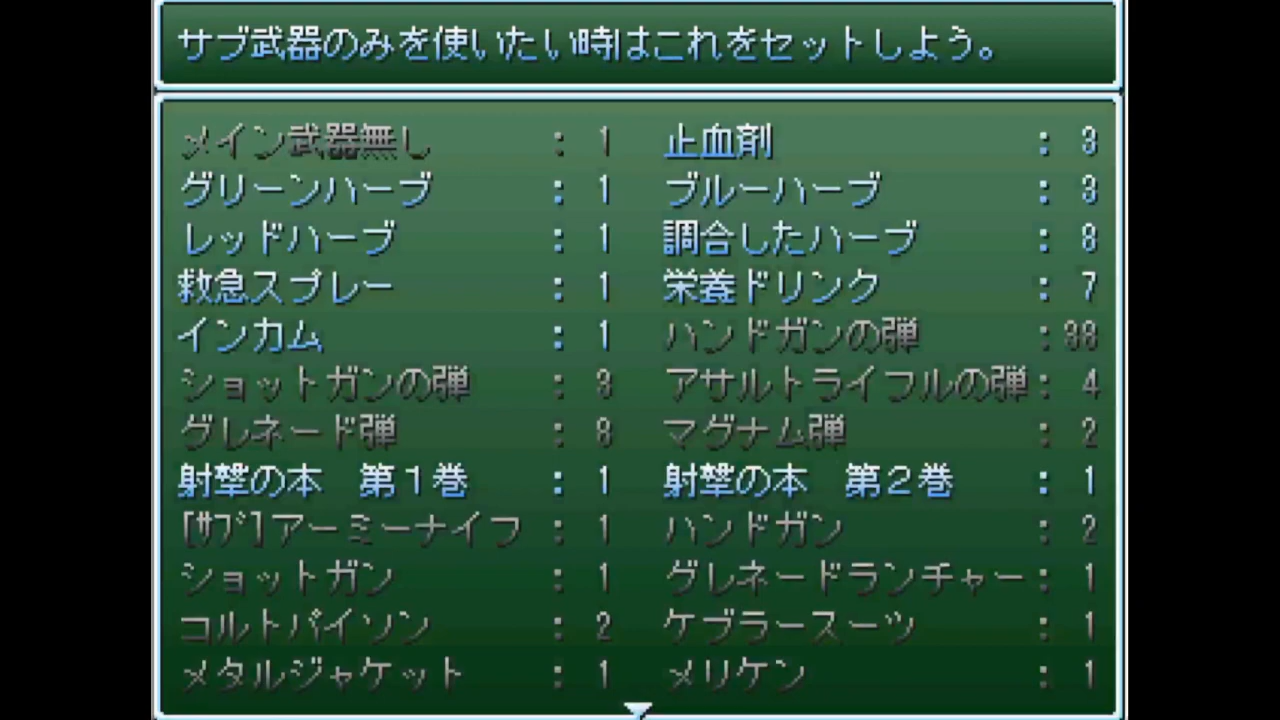 サブ武器のみを使いたい時はこれをセットしよう。
メイン武器無し : 1 止血剤 : 3
グリーンハーブ : 1 ブルーハーブ : 3
レッドハーブ : 1 調合したハーブ : 8
救急スプレー : 1 栄養ドリンク : 7
インカム : 1 ハンドガンの弾 :38
ショットガンの弾 : 3 アサルトライフルの弾 : 4
グレネード弾 : 8 マグナム弾 : 2
射撃の本 第1巻 : 1 射撃の本 第2巻 : 1
[ｻﾌﾞ]アーミーナイフ : 1 ハンドガン : 2
ショットガン : 1 グレネードランチャー : 1
コルトパイソン : 2 ケブラースーツ : 1
メタルジャケット : 1 メリケン : 1